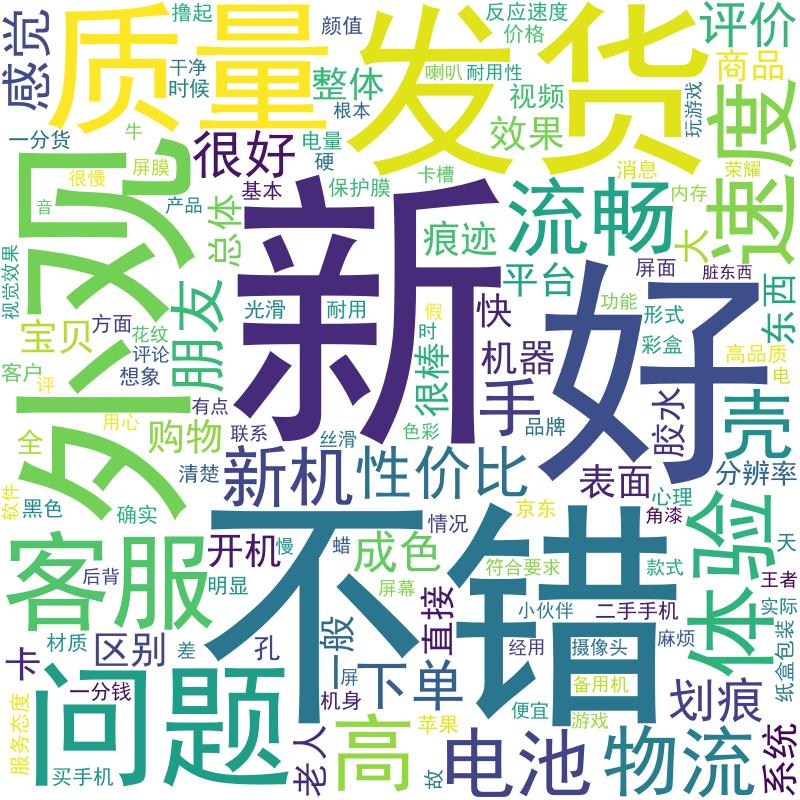 感觉
撸起
颜值
反应速度
价格
评价
质量
发货
干净
时候
整体
喇叭
耐用性
视频
商品
根本
玩游戏
速度
一分货
牛
很好
电量
效果
外观
很慢
屏膜
硬
卡槽
消息
荣耀
基本
保护膜
流畅
内存
音
产品
总体
新
痕迹
大
屏面
脏东西
东西
视觉效果
朋友
平台
好
宝贝
方面
花纹
光滑
耐用
假
快
功能
形式
评论
时
彩盒
客户
评
想象
很棒
机器
高品质
电
用心
有点
手
全
购物
联系
丝滑
色彩
品牌
胶水
壳
软件
清楚
新机
性价比
表面
分辨率
黑色
确实
情况
京东
心理
角漆
客服
不错
体验
开机
慢
蜡
成色
符合要求
款式
天
后背
明显
屏幕
直接
小伙伴
二手手机
王者
实际
材质
区别
差
孔
一般
经用
摄像头
麻烦
纸盒包装
卡
问题
一分钱
屏
下单
备用机
划痕
机身
服务态度
老人
高
苹果
便宜
游戏
买手机
故
电池
物流
系统